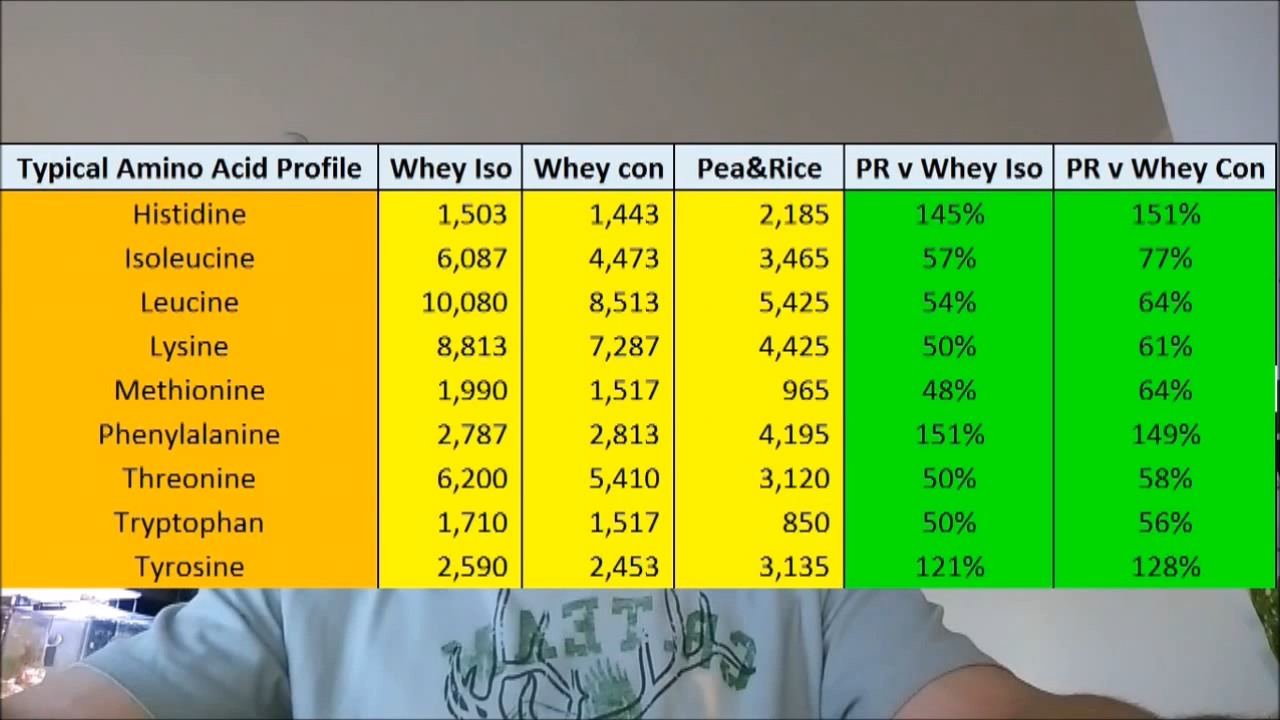 Typical Amino Acid Profile Whey Iso Whey con Pea&Rice PR v Whey Iso PR v Whey Con
Histidine 1,503 1,443 2,185 145% 151%
Isoleucine 6,087 4,473 3,465 57% 77%
Leucine 10,080 8,513 5,425 54% 64%
Lysine 8,813 7,287 4,425 50% 61%
Methionine 1,990 1,517 965 48% 64%
Phenylalanine 2,787 2,813 4,195 151% 149%
Threonine 6,200 5,410 3,120 50% 58%
Tryptophan 1,710 1,517 850 50% 56%
Tyrosine 2,590 2,453 3,135 121% 128%